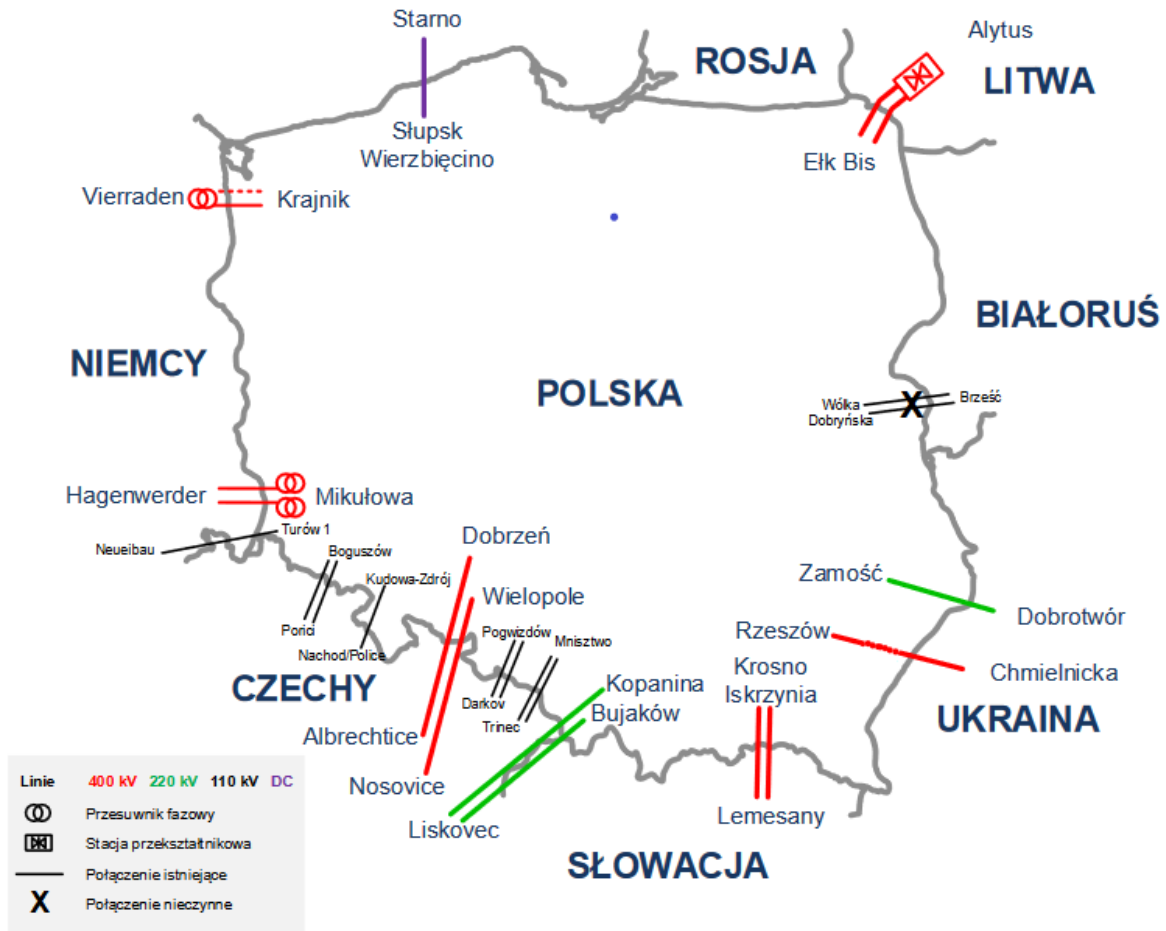 Starno
Alytus
ROSJA
LITWA
Słupsk
Wierzbięcino
Ełk Bis
Vierraden
Krajnik
BIAŁORUŚ
NIEMCY
POLSKA
Wólka
Dobryńska
X
Brześć
Hagenwerder
Mikułowa
Turów 1
Neueibau
Boguszów
Dobrzeń
Kudowa-Zdrój
Zamość
Wielopole
Dobrotwór
Porici
Pogwizdów
Mnisztwo
Rzeszów
Nachod/Police
Krosno
Iskrzynia
Chmielnicka
CZECHY
Kopanina
Darkov
Bujaków
Trinec
UKRAINA
Albrechtice
Nosovice
Lemesany
Liskovec
SŁOWACJA
Linie 400 kV 220 kV 110 kV DC
Przesuwnik fazowy
Stacja przekształtnikowa
Połączenie istniejące
X Połączenie nieczynne